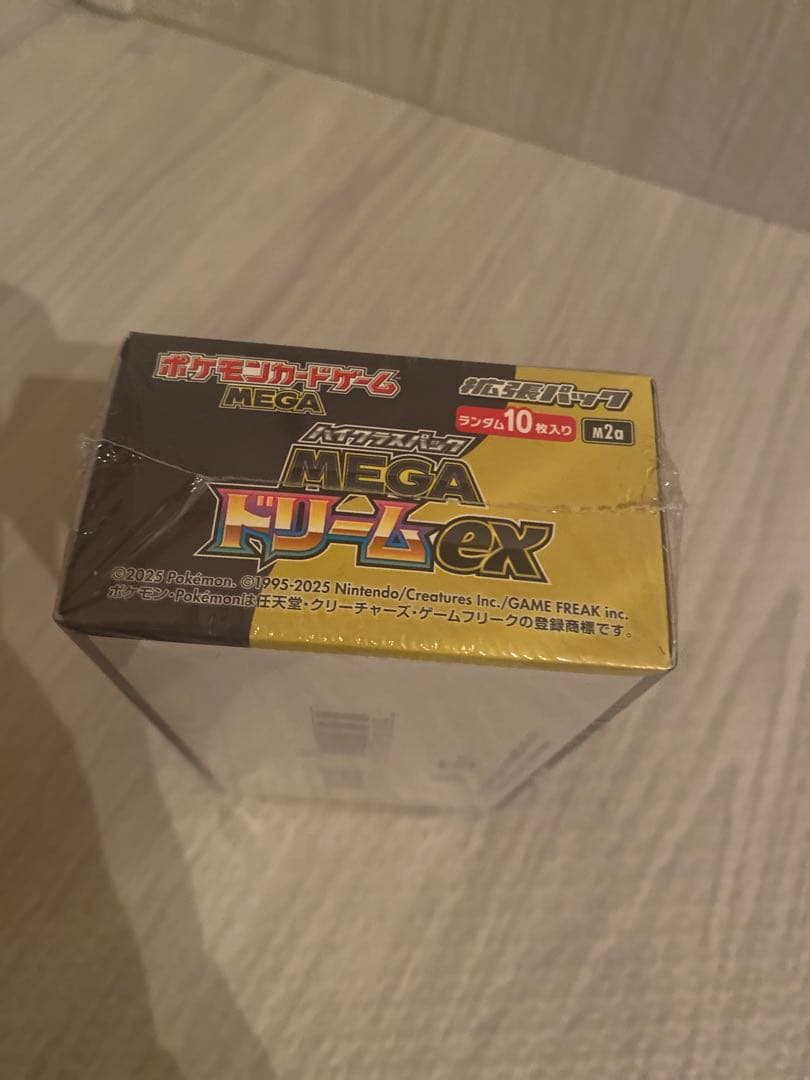 ポケモンカードゲーム
MEGA
拡張パック
ランダム10枚入り
M2a
ハイクラスパック
MEGA
ドリームex
©2025 Pokémon. ©1995-2025 Nintendo/Creatures Inc./GAME FREAK inc.
ポケモン・Pokémonは任天堂・クリーチャーズ・ゲームフリークの登録商標です。